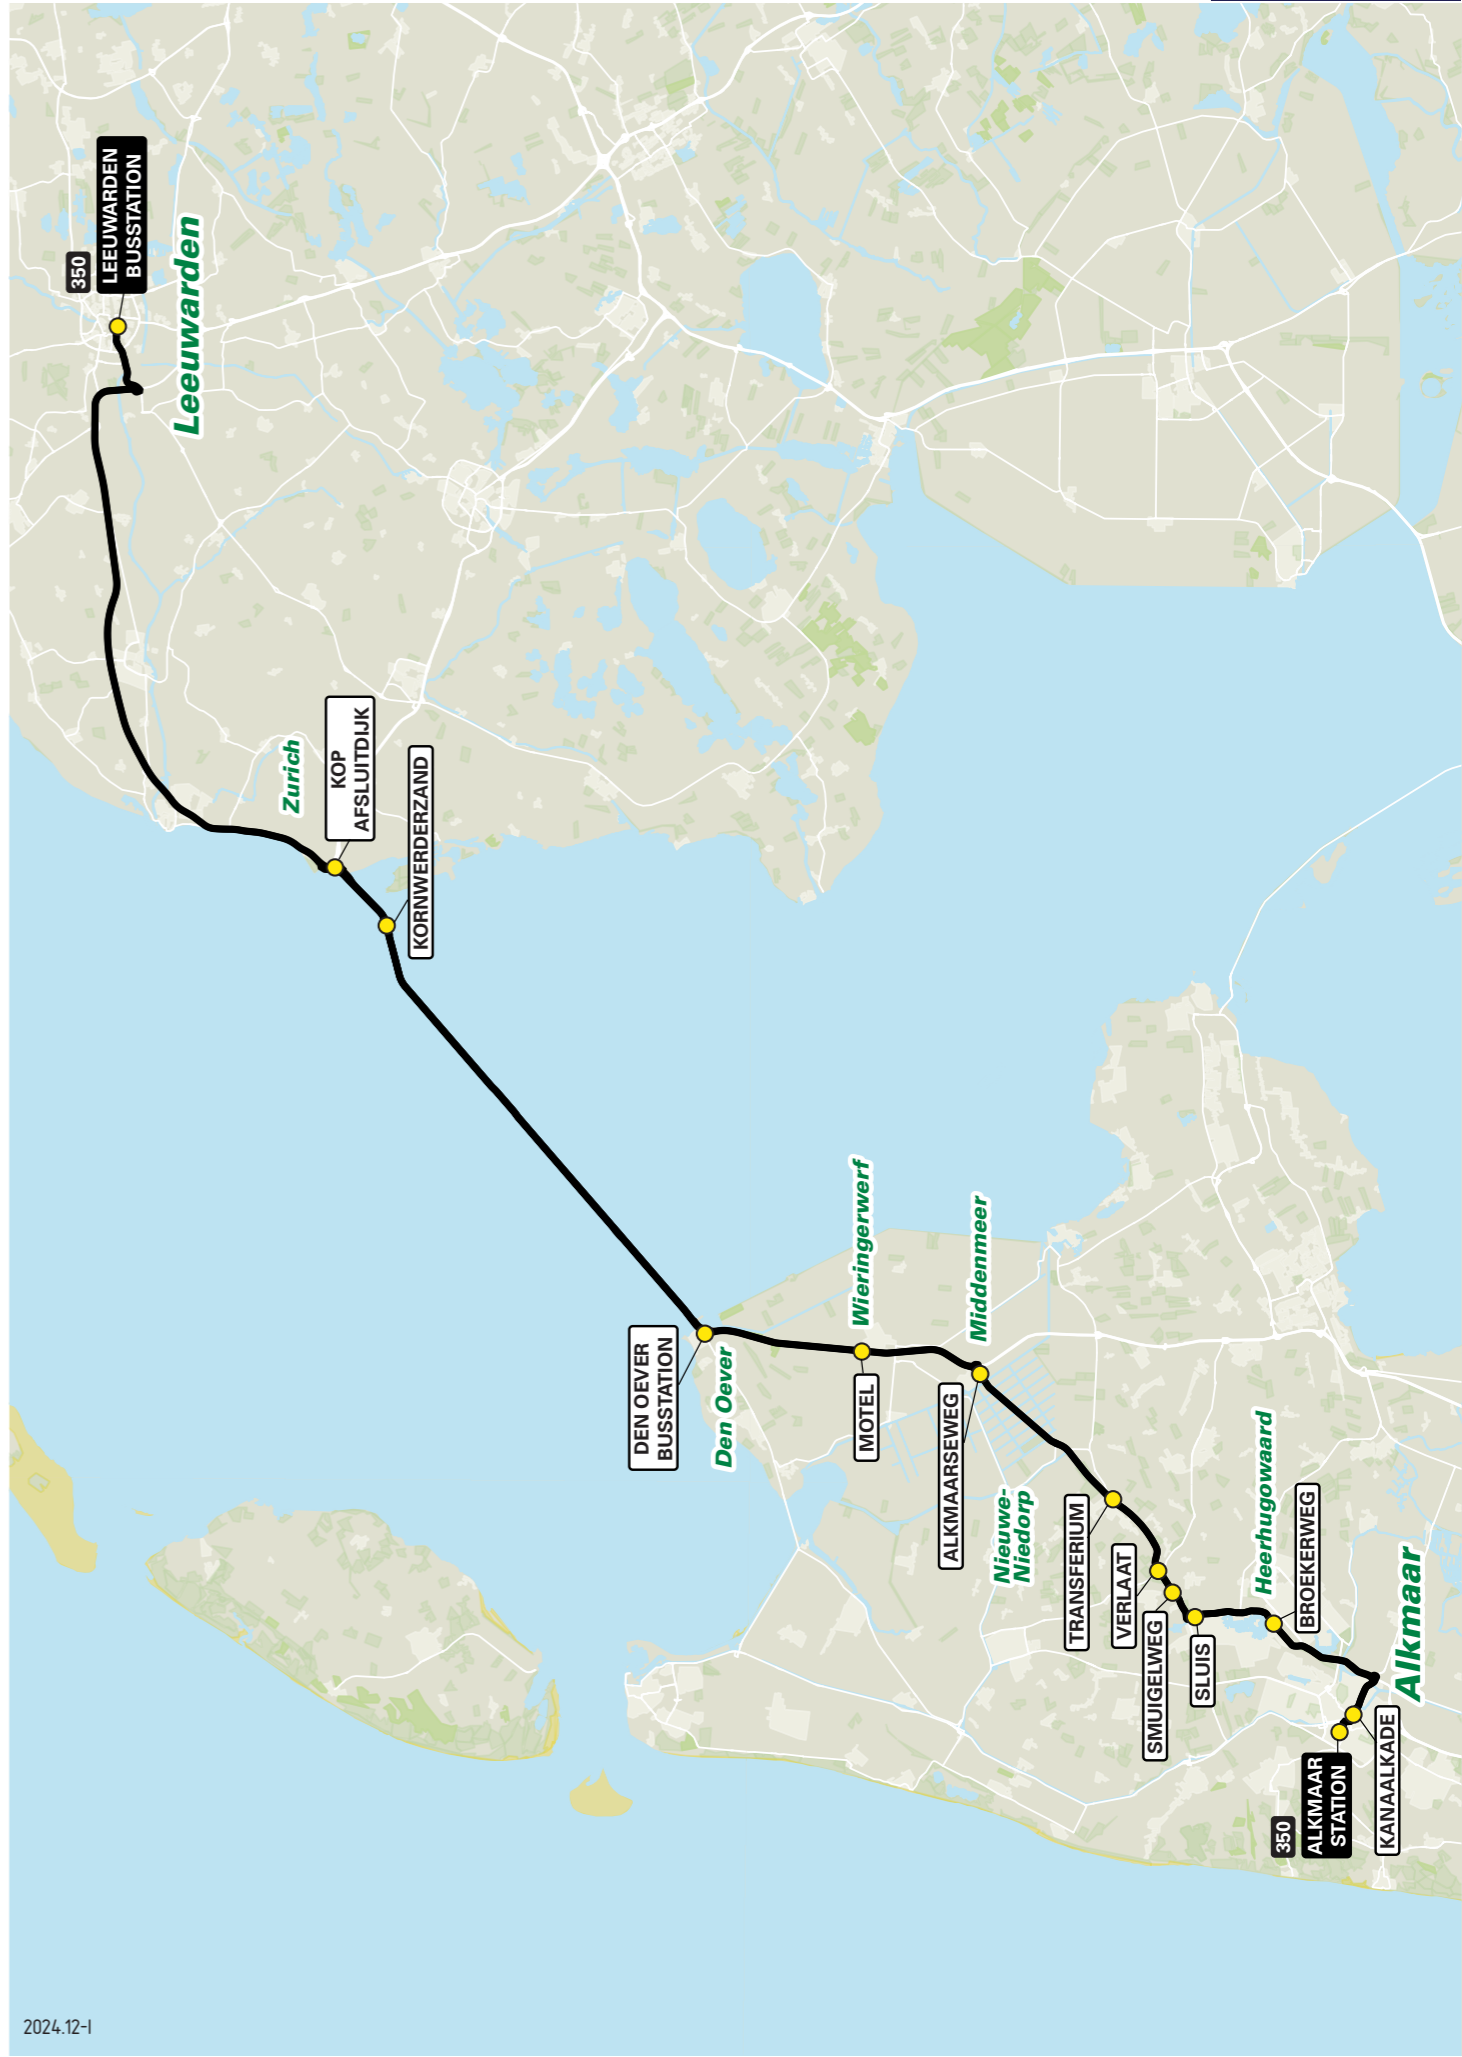 350
LEEUWARDEN
BUSSTATION
Leeuwarden
Zurich
KOP
AFSLUITDIJK
KORNWERDERZAND
DEN OEVER
BUSSTATION
Den Oever
Wieringerwerf
MOTEL
Middenmeer
ALKMAARSEWEG
Nieuwe-
Niedorp
TRANSFERIUM
VERLAAT
SMUIGELWEG
SLUIS
Heerhugowaard
BROEKERWEG
Alkmaar
350
ALKMAAR
STATION
KANAALKADE
2024.12-I